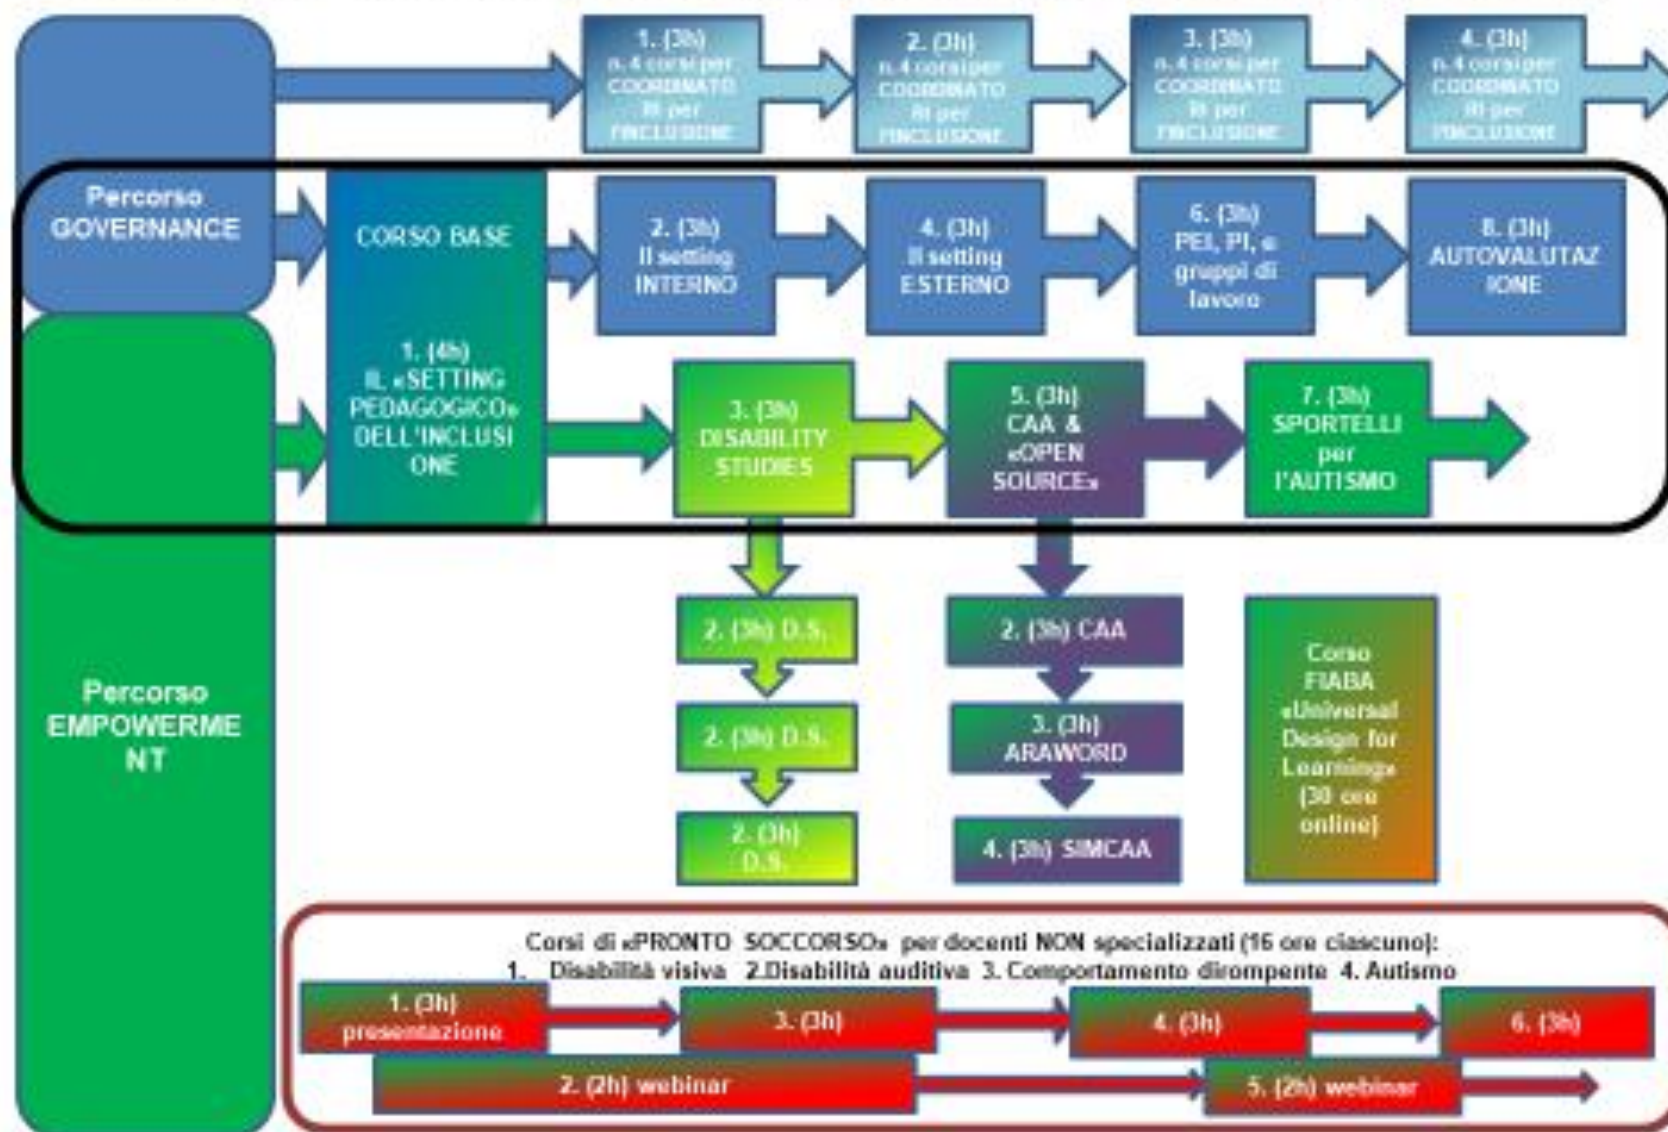 1. (3h)
n. 4 corsi per
COORDINATO
RI per
l'INCLUSIONE
2. (3h)
n. 4 corsi per
COORDINATO
RI per
l'INCLUSIONE
3. (3h)
n. 4 corsi per
COORDINATO
RI per
l'INCLUSIONE
4. (3h)
n. 4 corsi per
COORDINATO
RI per
l'INCLUSIONE
Percorso
GOVERNANCE
CORSO BASE
1. (4h)
IL «SETTING
PEDAGOGICO»
DELL'INCLUSI
ONE
2. (3h)
Il setting
INTERNO
4. (3h)
Il setting
ESTERNO
6. (3h)
PEI, PI, e
gruppi di
lavoro
8. (3h)
AUTOVALUTAZ
IONE
3. (3h)
DISABILITY
STUDIES
5. (3h)
CAA &
«OPEN
SOURCE»
7. (3h)
SPORTELLI
per
l'AUTISMO
Percorso
EMPOWERME
NT
2. (3h) D.S.
2. (3h) D.S.
2. (3h)
D.S.
2. (3h) CAA
3. (3h)
ARAWORD
4. (3h) SIMCAA
Corso
FIABA
«Universal
Design for
Learning»
(30 ore
online)
Corsi di «PRONTO SOCCORSO» per docenti NON specializzati (16 ore ciascuno):
1. Disabilità visiva 2.Disabilità auditiva 3. Comportamento dirompente 4. Autismo
1. (3h)
presentazione
3. (3h)
4. (3h)
6. (3h)
2. (2h) webinar
5. (2h) webinar